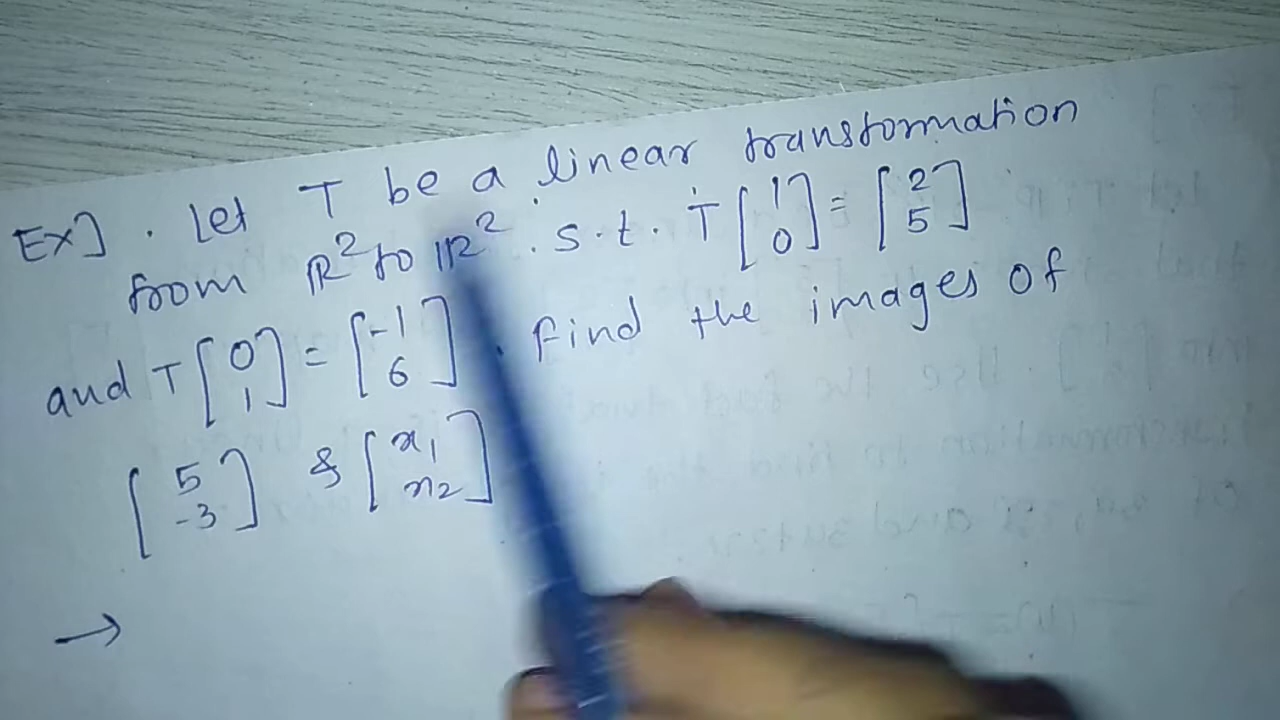 Ex]. Let T be a linear transformation
from ℝ² to ℝ². s.t. T[1 0] = [2 5]
and T[0 1] = [-1 6]. Find the images of
[5 -3] & [x₁ x₂]
→